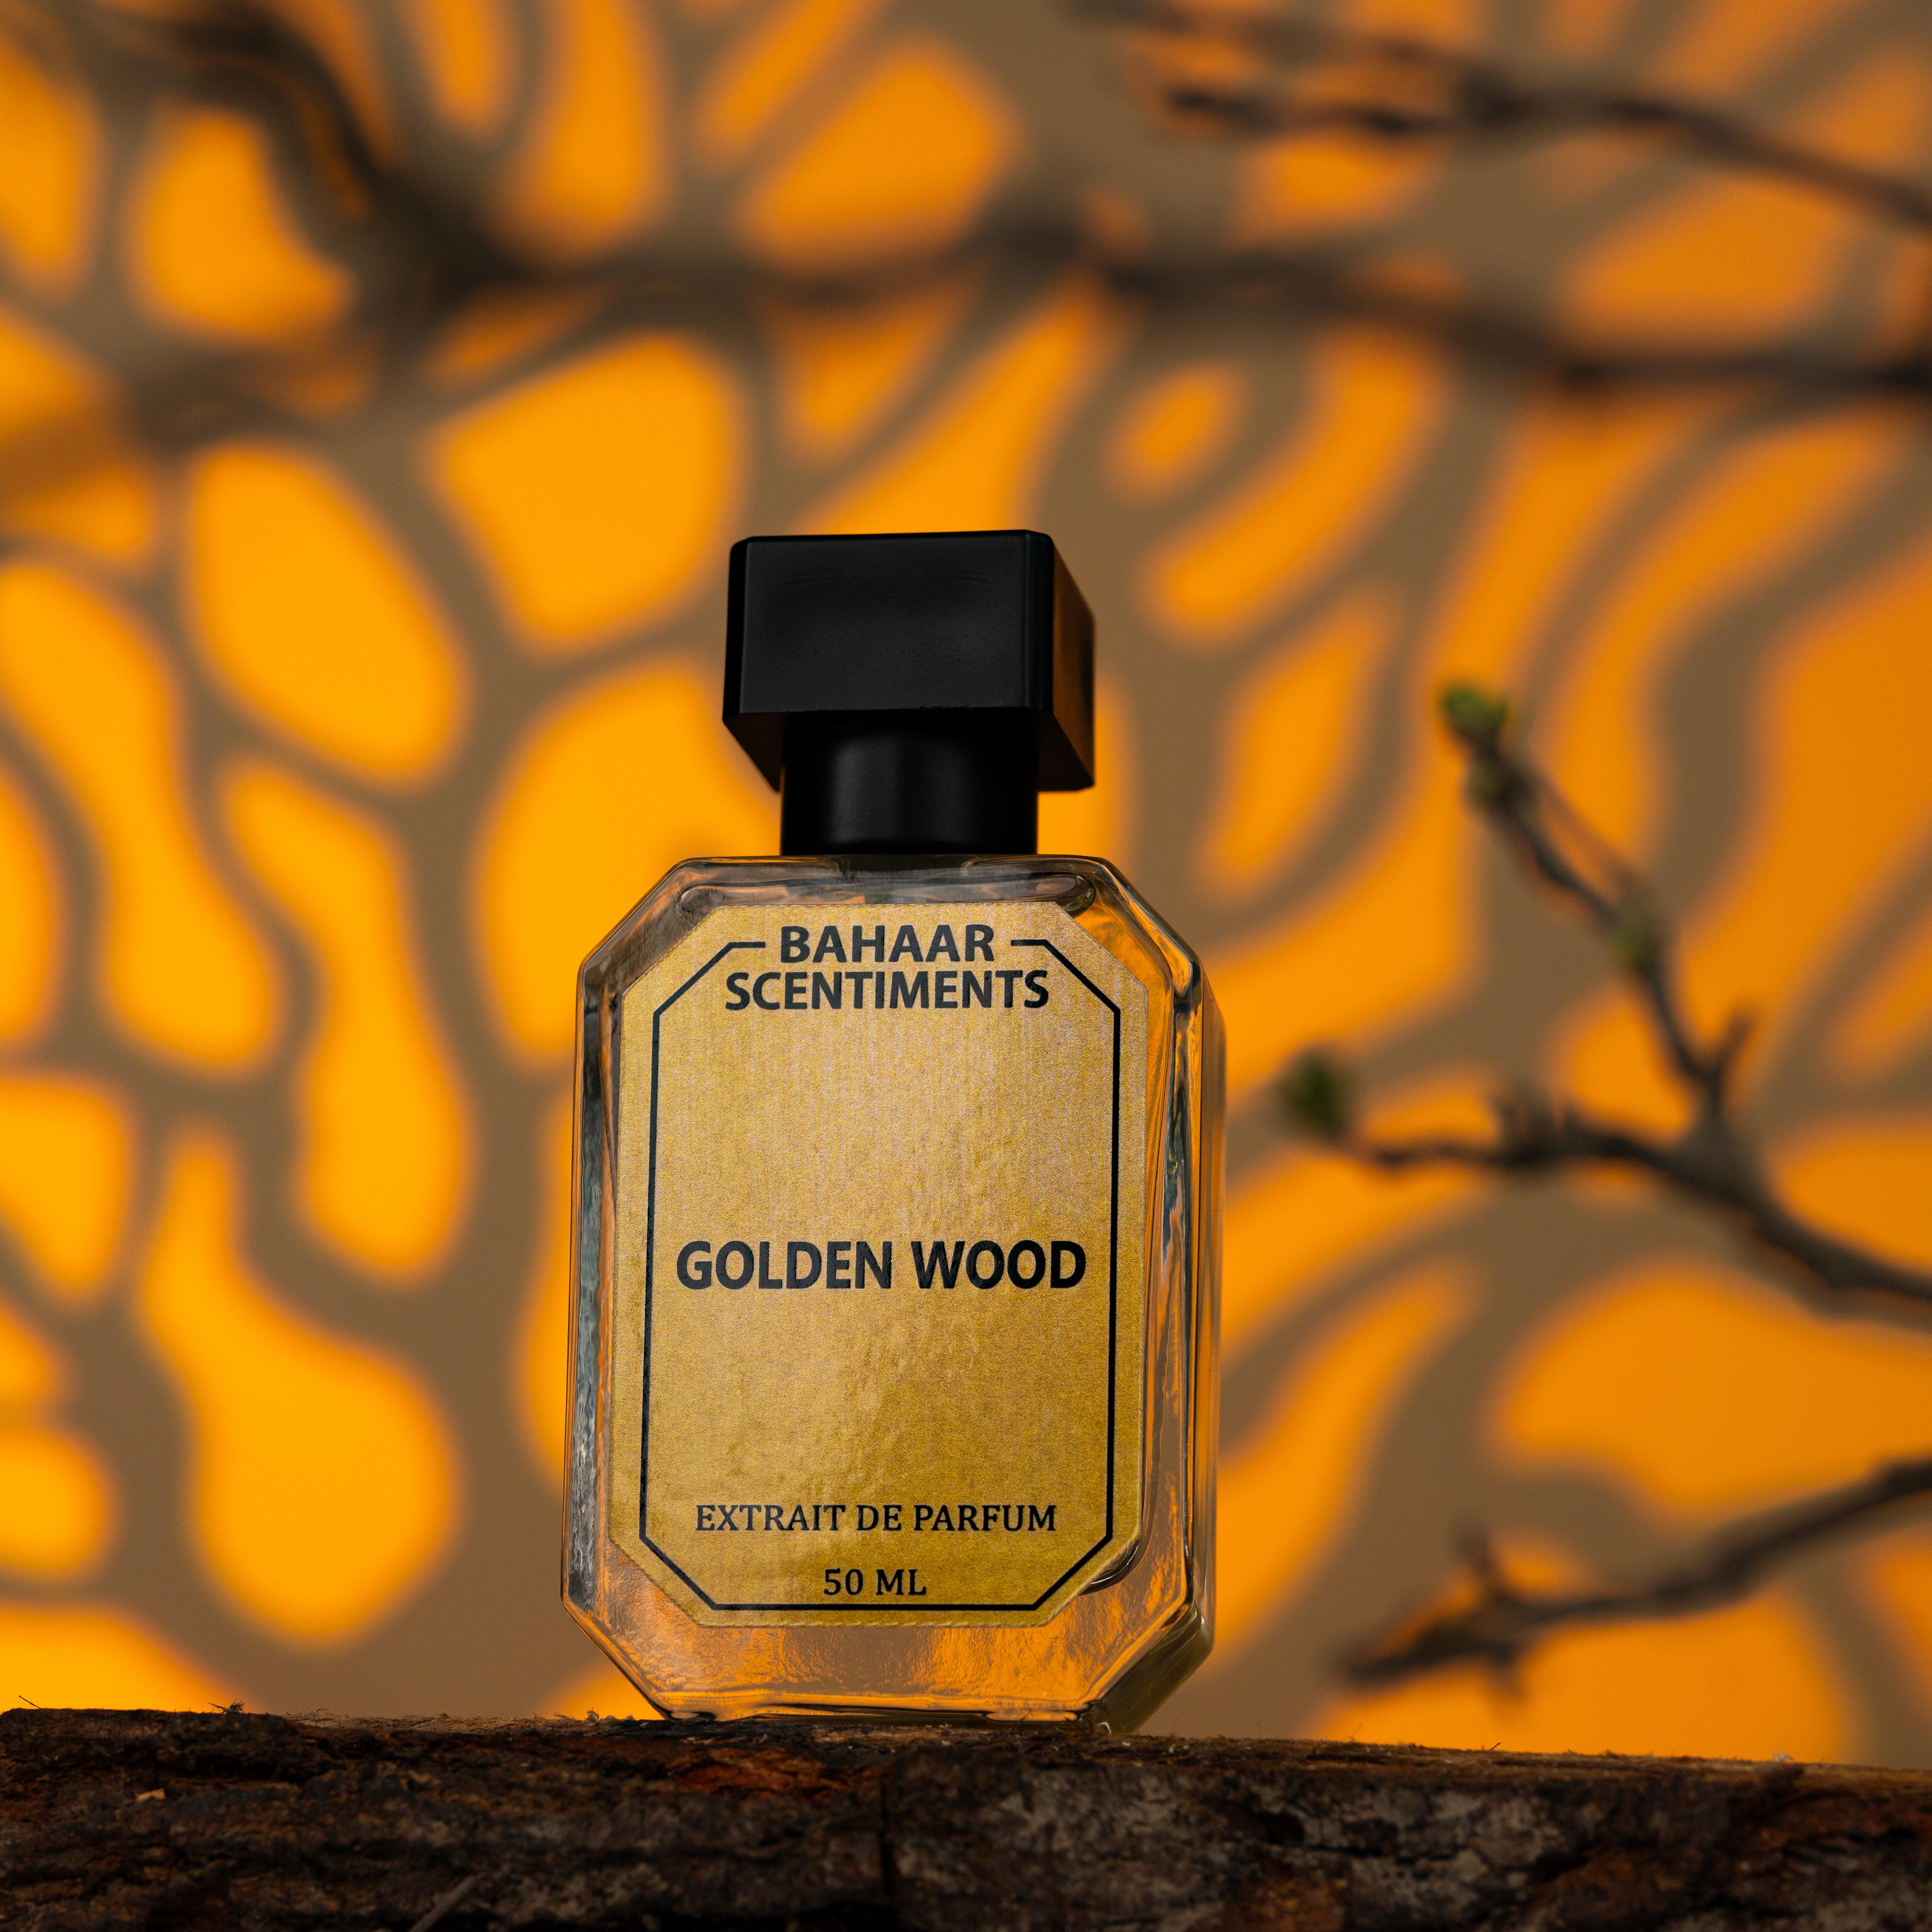 BAHAAR
SCENTIMENTS
GOLDEN WOOD
EXTRAIT DE PARFUM
50 ML